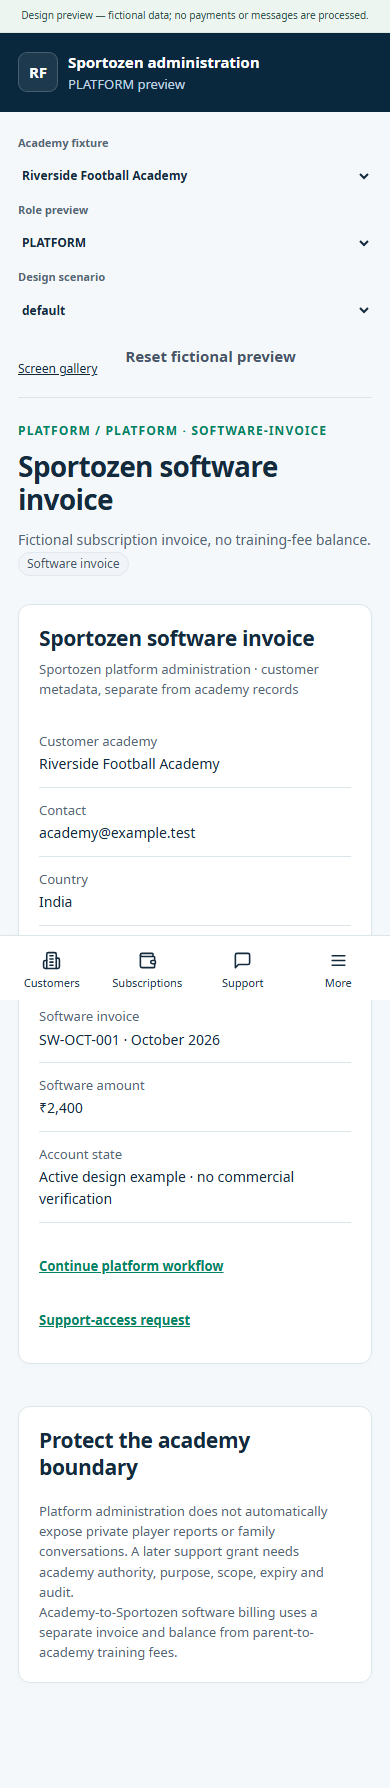 Design preview — fictional data; no payments or messages are processed.
RF
Sportozen administration
PLATFORM preview
Academy fixture
Riverside Football Academy
Role preview
PLATFORM
Design scenario
default
Screen gallery
Reset fictional preview
PLATFORM / PLATFORM · SOFTWARE-INVOICE
Sportozen software
invoice
Fictional subscription invoice, no training-fee balance.
Software invoice
Sportozen software invoice
Sportozen platform administration · customer
metadata, separate from academy records
Customer academy
Riverside Football Academy
Contact
academy@example.test
Country
India
Customers
Subscriptions
Support
More
Software invoice
SW-OCT-001 · October 2026
Software amount
₹2,400
Account state
Active design example · no commercial
verification
Continue platform workflow
Support-access request
Protect the academy
boundary
Platform administration does not automatically
expose private player reports or family
conversations. A later support grant needs
academy authority, purpose, scope, expiry and
audit.
Academy-to-Sportozen software billing uses a
separate invoice and balance from parent-to-
academy training fees.